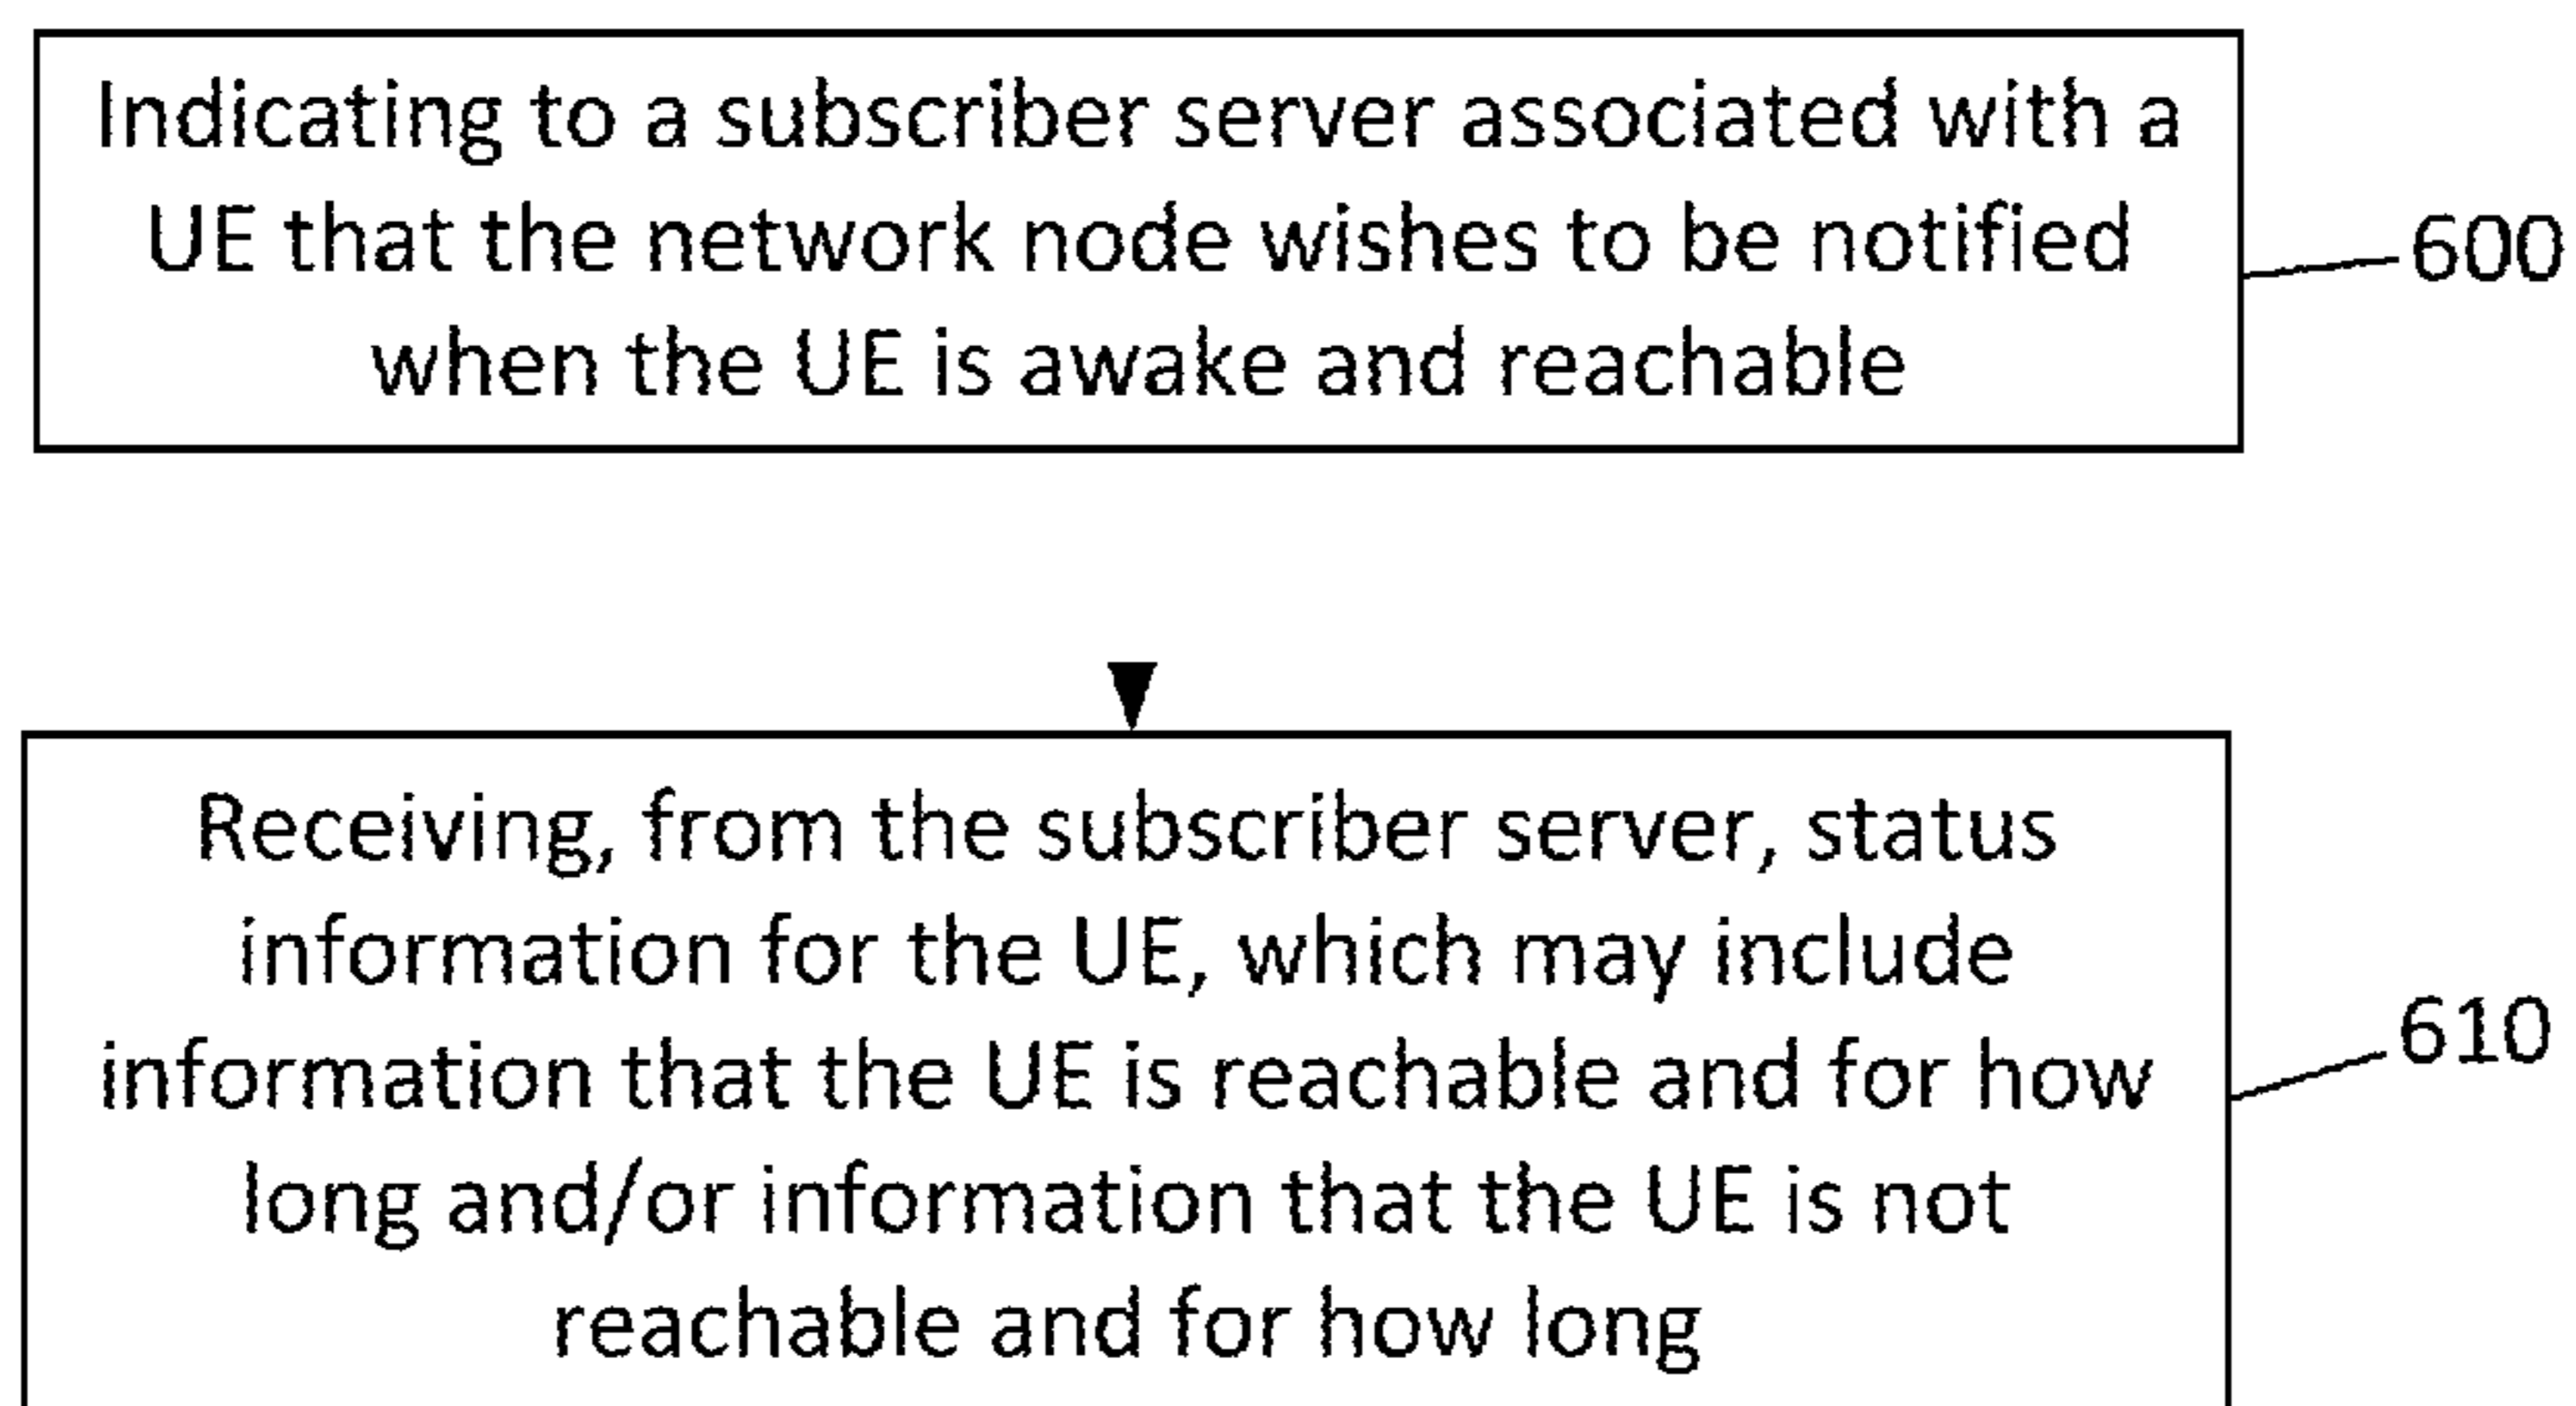 Indicating to a subscriber server associated with a
UE that the network node wishes to be notified
when the UE is awake and reachable
600
Receiving, from the subscriber server, status
information for the UE, which may include
information that the UE is reachable and for how
long and/or information that the UE is not
reachable and for how long
610